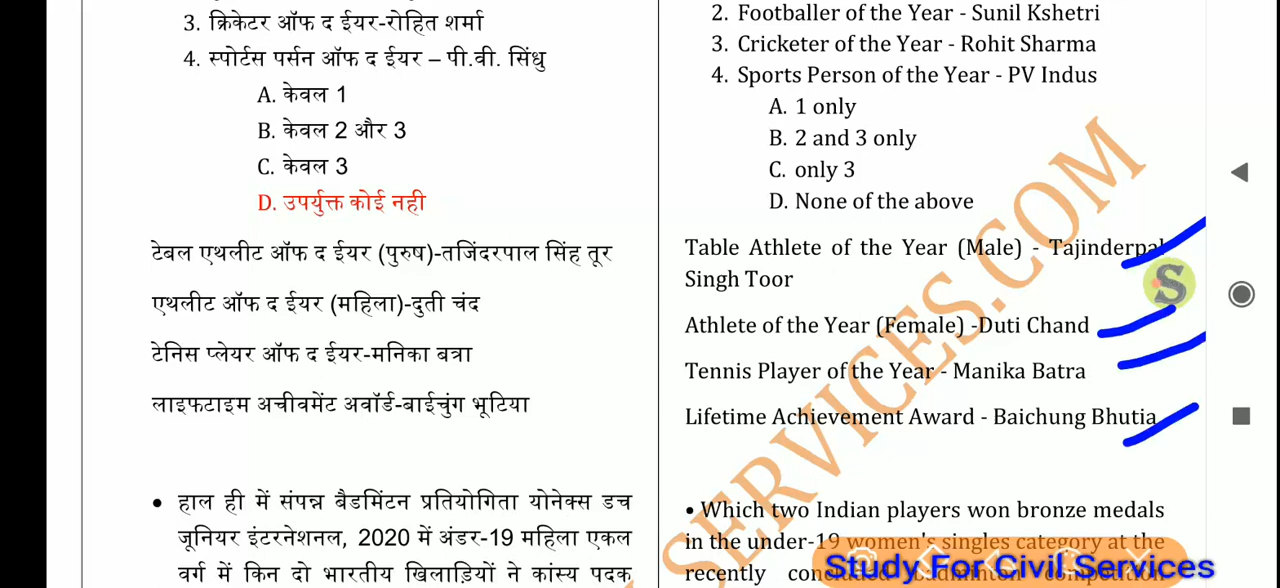 3. क्रिकेटर ऑफ द ईयर-रोहित शर्मा
4. स्पोर्टस पर्सन ऑफ द ईयर – पी.वी. सिंधु
A. केवल 1
B. केवल 2 और 3
C. केवल 3
D. उपर्युक्त कोई नही
टेबल एथलीट ऑफ द ईयर (पुरुष)-तजिंदरपाल सिंह तूर
एथलीट ऑफ द ईयर (महिला)-दुती चंद
टेनिस प्लेयर ऑफ द ईयर-मनिका बत्रा
लाइफटाइम अचीवमेंट अवॉर्ड-बाईचुंग भूटिया
• हाल ही में संपन्न बैडमिंटन प्रतियोगिता योनेक्स डच
जूनियर इंटरनेशनल, 2020 में अंडर-19 महिला एकल
वर्ग में किन दो भारतीय खिलाड़ियों ने कांस्य पदक
2. Footballer of the Year - Sunil Kshetri
3. Cricketer of the Year - Rohit Sharma
4. Sports Person of the Year - PV Indus
A. 1 only
B. 2 and 3 only
C. only 3
D. None of the above
Table Athlete of the Year (Male) - Tajinderpal
Singh Toor
Athlete of the Year (Female) -Duti Chand
Tennis Player of the Year - Manika Batra
Lifetime Achievement Award - Baichung Bhutia
• Which two Indian players won bronze medals
in the under-19 women's singles category at the
recently concluded badminton competition
SERVICES.COM
S
Study For Civil Services